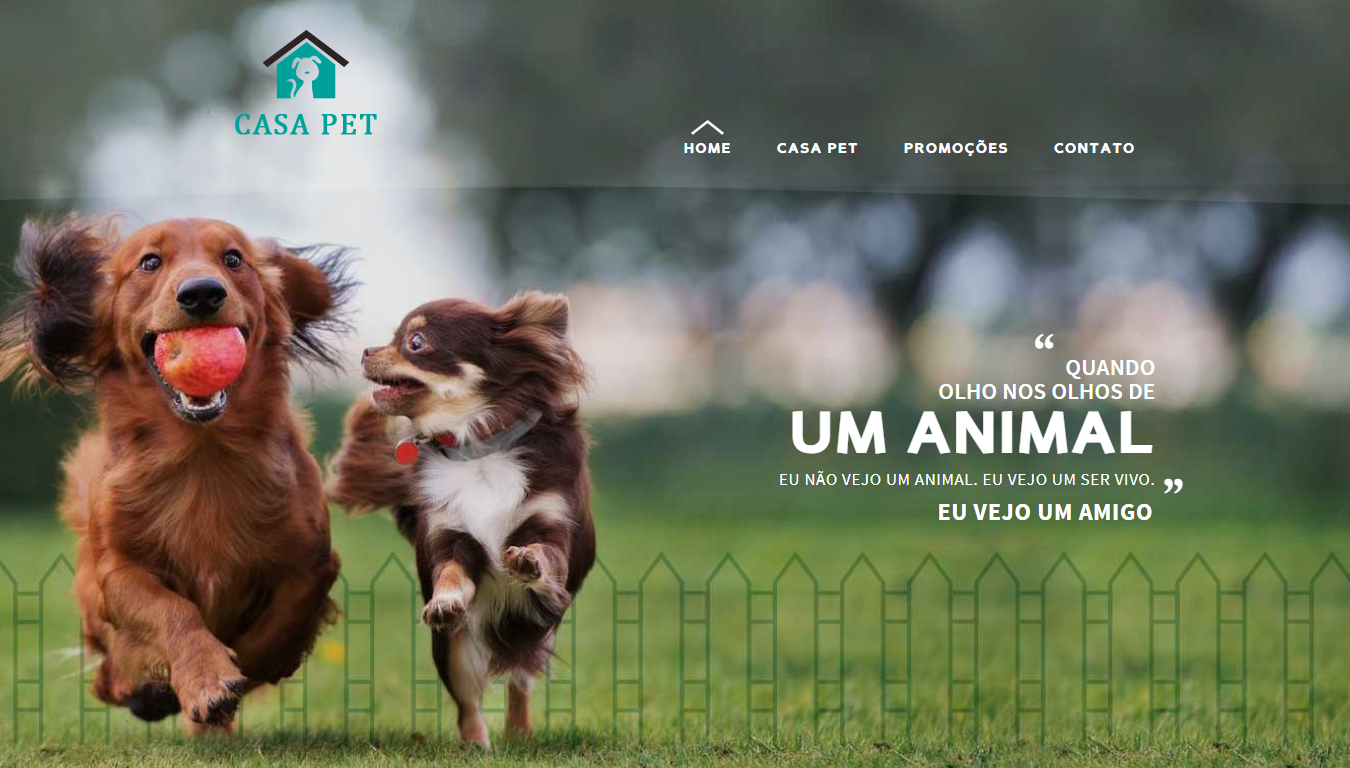 CASA PET
HOME CASA PET PROMOÇÕES CONTATO
“ QUANDO
OLHO NOS OLHOS DE
UM ANIMAL
EU NÃO VEJO UM ANIMAL. EU VEJO UM SER VIVO. ”
EU VEJO UM AMIGO